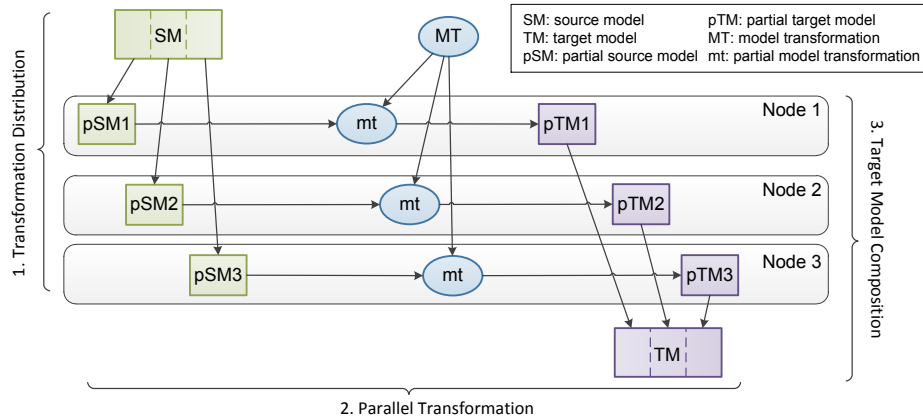 SM
MT
SM: source model
pTM: partial target model
TM: target model
MT: model transformation
pSM: partial source model
mt: partial model transformation
1. Transformation Distribution
Node 1
pSM1
mt
pTM1
Node 2
pSM2
mt
pTM2
Node 3
pSM3
mt
pTM3
3. Target Model Composition
TM
2. Parallel Transformation